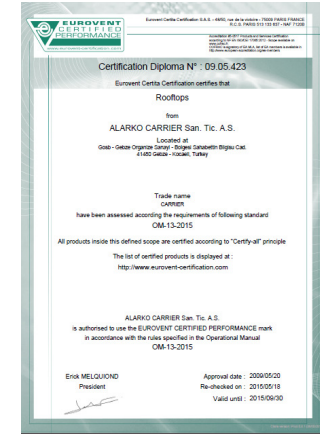 Eurovent Certita Certification S.A.S. - 48/50, rue de la victoire - 75009 PARIS FRANCE
R.C.S. PARIS 513 133 637 - NAF 7120B
EUROVENT
CERTIFIED
PERFORMANCE
www.eurovent-certification.com
Certification Diploma N° : 09.05.423
Eurovent Certita Certification certifies that
Rooftops
from
ALARKO CARRIER San. Tic. A.S.
Located at
Gosb - Gebze Organize Sanayi - Bolgesi Sahabettin Bilgisu Cad.
41450 Gebze - Kocaeli, Turkey
Trade name
CARRIER
have been assessed according the requirements of following standard
OM-13-2015
All products inside this defined scope are certified according to "Certify-all" principle
The list of certified products is displayed at :
http://www.eurovent-certification.com
ALARKO CARRIER San. Tic. A.S.
is authorised to use the EUROVENT CERTIFIED PERFORMANCE mark
in accordance with the rules specified in the Operational Manual
OM-13-2015
Erick MELQUIOND
President
Approval date : 2009/05/20
Re-checked on : 2015/05/18
Valid until : 2015/09/30